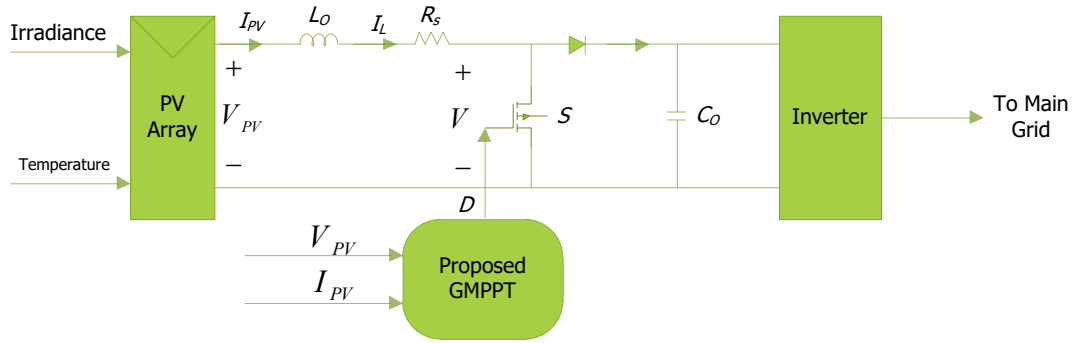 Irradiance
Temperature
PV
Array
I_PV
L_O
I_L
R_s
+
V_PV
−
+
V
−
S
D
C_O
Inverter
To Main
Grid
V_PV
I_PV
Proposed
GMPPT